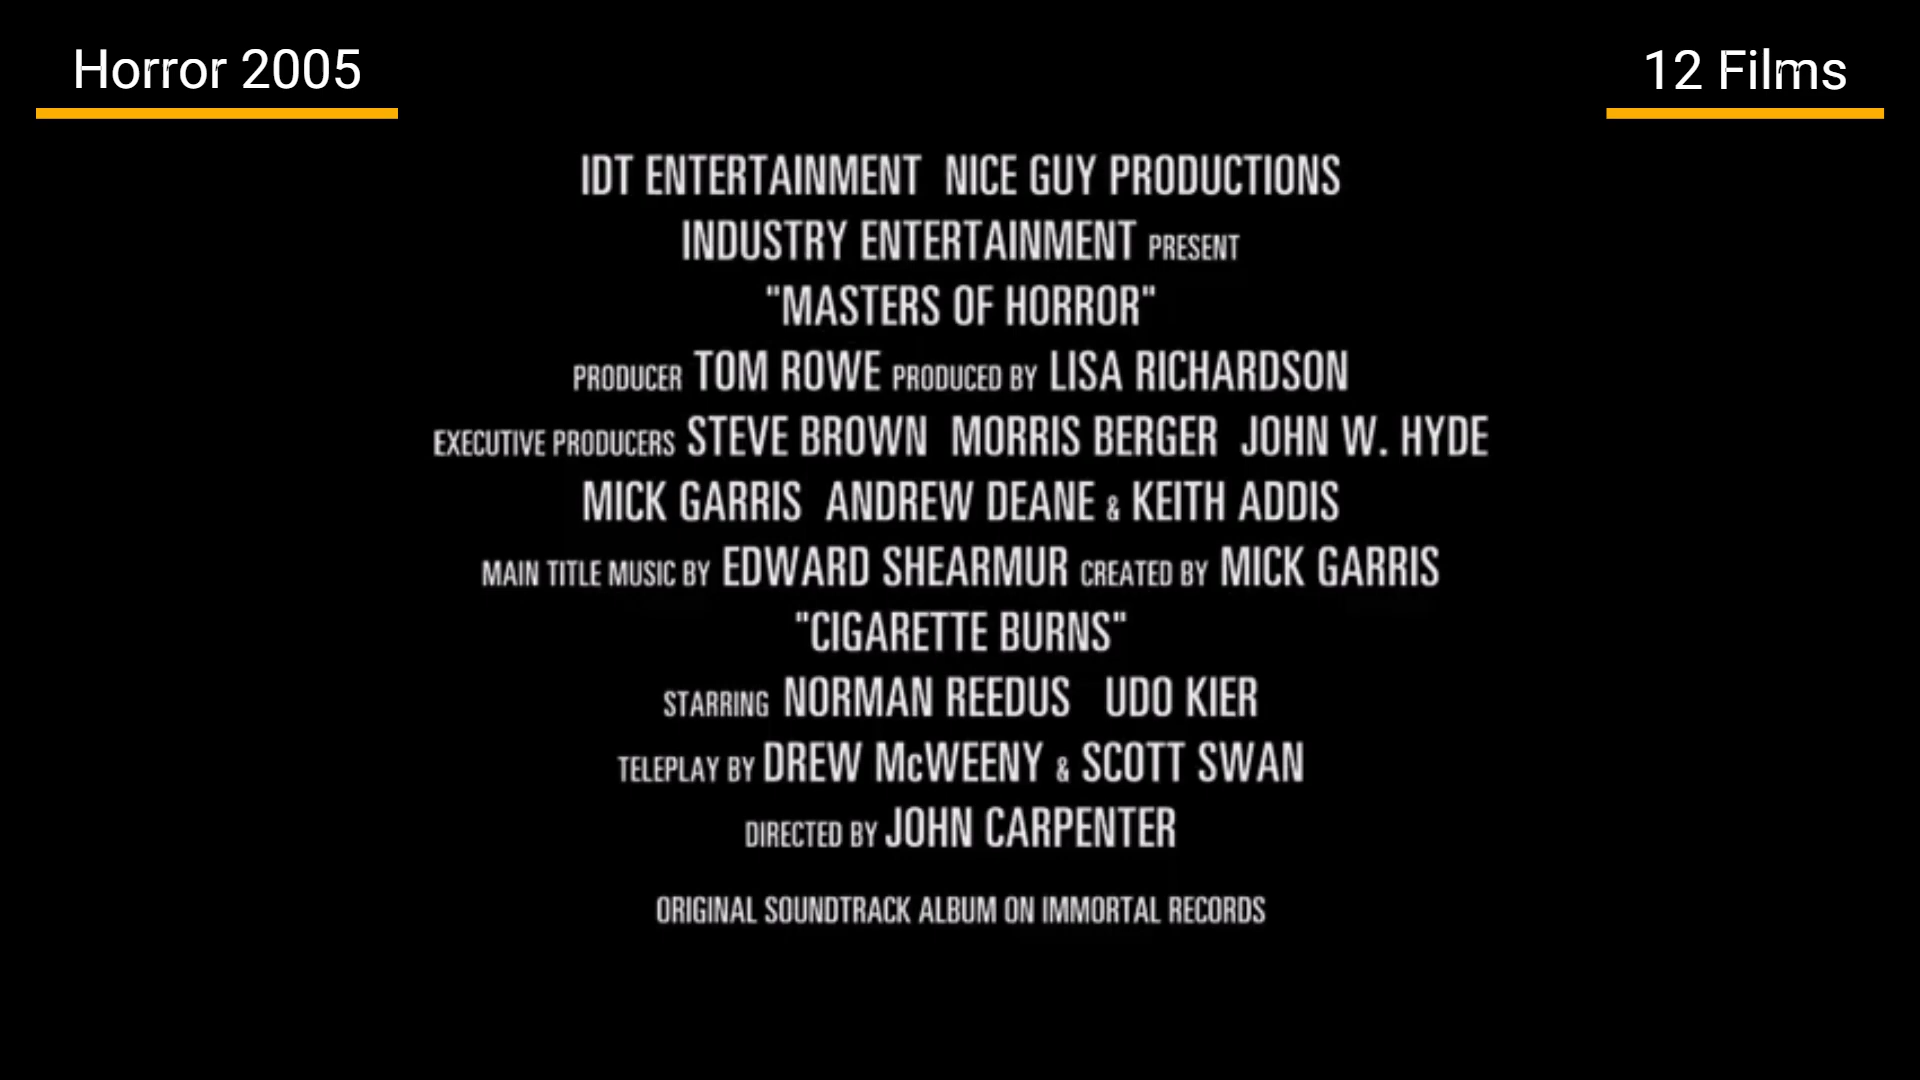 Horror 2005
12 Films
IDT ENTERTAINMENT NICE GUY PRODUCTIONS
INDUSTRY ENTERTAINMENT PRESENT
"MASTERS OF HORROR"
PRODUCER TOM ROWE PRODUCED BY LISA RICHARDSON
EXECUTIVE PRODUCERS STEVE BROWN MORRIS BERGER JOHN W. HYDE
MICK GARRIS ANDREW DEANE & KEITH ADDIS
MAIN TITLE MUSIC BY EDWARD SHEARMUR CREATED BY MICK GARRIS
"CIGARETTE BURNS"
STARRING NORMAN REEDUS UDO KIER
TELEPLAY BY DREW McWEENY & SCOTT SWAN
DIRECTED BY JOHN CARPENTER
ORIGINAL SOUNDTRACK ALBUM ON IMMORTAL RECORDS